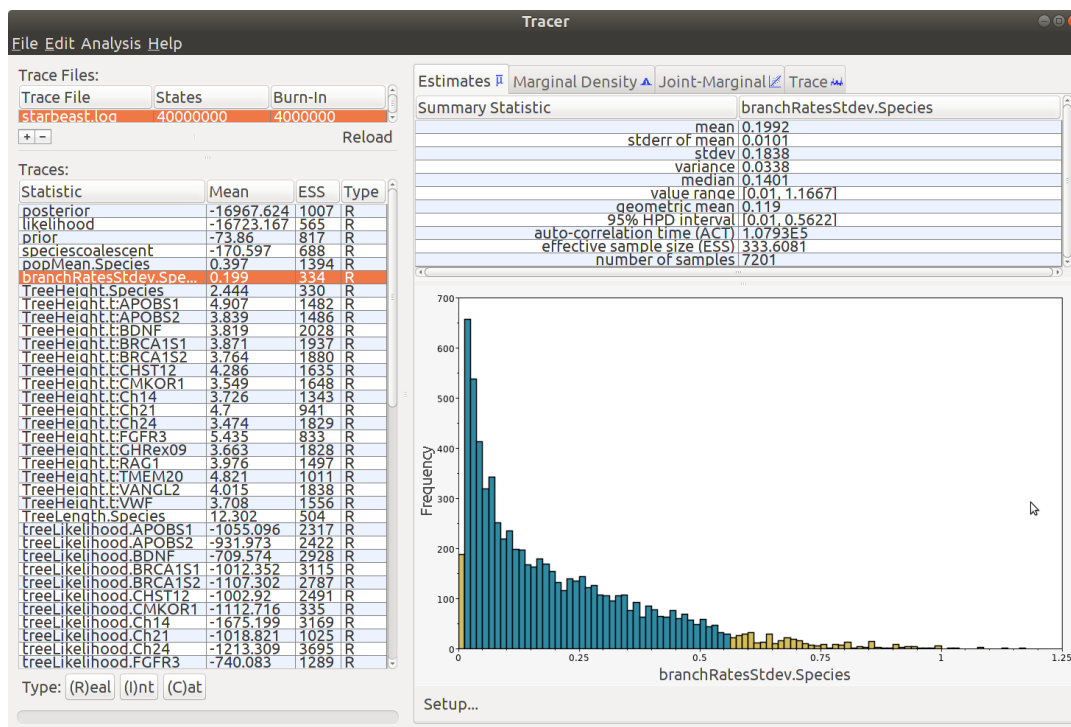 Tracer
File Edit Analysis Help
Trace Files:
Trace File States Burn-In
starbeast.log 40000000 4000000
+ − Reload
Traces:
Statistic Mean ESS Type
posterior -16967.624 1007 R
likelihood -16723.167 565 R
prior -73.86 817 R
speciescoalescent -170.597 688 R
popMean.Species 0.397 1394 R
branchRatesStdev.Spe... 0.199 334 R
TreeHeight.Species 2.444 330 R
TreeHeight.t:APOBS1 4.907 1482 R
TreeHeight.t:APOBS2 3.839 1486 R
TreeHeight.t:BDNF 3.819 2028 R
TreeHeight.t:BRCA1S1 3.871 1937 R
TreeHeight.t:BRCA1S2 3.764 1880 R
TreeHeight.t:CHST12 4.286 1635 R
TreeHeight.t:CMKOR1 3.549 1648 R
TreeHeight.t:Ch14 3.726 1343 R
TreeHeight.t:Ch21 4.7 941 R
TreeHeight.t:Ch24 3.474 1829 R
TreeHeight.t:FGFR3 5.435 833 R
TreeHeight.t:GHRex09 3.663 1828 R
TreeHeight.t:RAG1 3.976 1497 R
TreeHeight.t:TMEM20 4.821 1011 R
TreeHeight.t:VANGL2 4.015 1838 R
TreeHeight.t:VWF 3.708 1556 R
TreeLength.Species 12.302 504 R
treeLikelihood.APOBS1 -1055.096 2317 R
treeLikelihood.APOBS2 -931.973 2422 R
treeLikelihood.BDNF -709.574 2928 R
treeLikelihood.BRCA1S1 -1012.352 3115 R
treeLikelihood.BRCA1S2 -1107.302 2787 R
treeLikelihood.CHST12 -1002.92 2491 R
treeLikelihood.CMKOR1 -1112.716 335 R
treeLikelihood.Ch14 -1675.199 3169 R
treeLikelihood.Ch21 -1018.821 1025 R
treeLikelihood.Ch24 -1213.309 3695 R
treeLikelihood.FGFR3 -740.083 1289 R
Type: (R)eal (I)nt (C)at
Estimates Marginal Density Joint-Marginal Trace
Summary Statistic branchRatesStdev.Species
mean 0.1992
stderr of mean 0.0101
stdev 0.1838
variance 0.0338
median 0.1401
value range [0.01, 1.1667]
geometric mean 0.119
95% HPD interval [0.01, 0.5622]
auto-correlation time (ACT) 1.0793E5
effective sample size (ESS) 333.6081
number of samples 7201
700
600
500
400
300
200
100
0
Frequency
0 0.25 0.5 0.75 1 1.25
branchRatesStdev.Species
Setup...